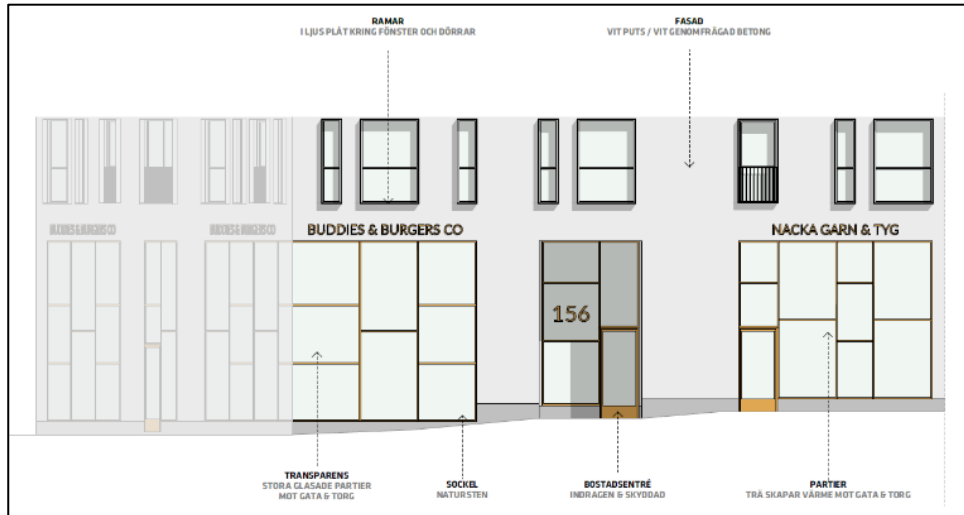 RAMAR
I LJUS PLÅT KRING FÖNSTER OCH DÖRRAR
FASAD
VIT PUTS / VIT GENOMFRÅGAD BETONG
BUDDIES & BURGERS CO
BUDDIES & BURGERS CO
BUDDIES & BURGERS CO
NACKA GARN & TYG
156
TRANSPARENS
STORA GLASADE PARTIER
MOT GATA & TORG
SOCKEL
NATURSTEN
BOSTADSENTRÉ
INDRAGEN & SKYDDAD
PARTIER
TRÄ SKAPAR VÄRME MOT GATA & TORG